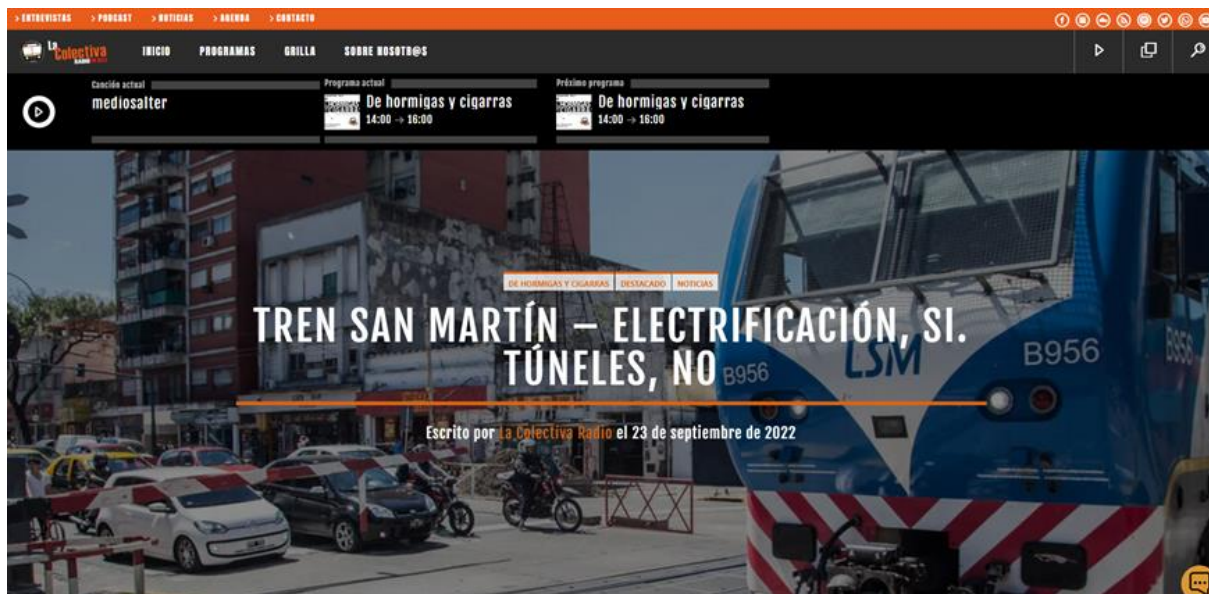 > ENTREVISTAS > PODCAST > NOTICIAS > AGENDA > CONTACTO
La Colectiva RADIO
INICIO PROGRAMAS GRILLA SOBRE NOSOTR@S
Canción actual
mediosalter
Programa actual
De hormigas y cigarras
14:00 → 16:00
Próximo programa
De hormigas y cigarras
14:00 → 16:00
DE HORMIGAS Y CIGARRAS DESTACADO NOTICIAS
TREN SAN MARTÍN – ELECTRIFICACIÓN, SI.
TÚNELES, NO
Escrito por La Colectiva Radio el 23 de septiembre de 2022
B956
LSM
B956
B956